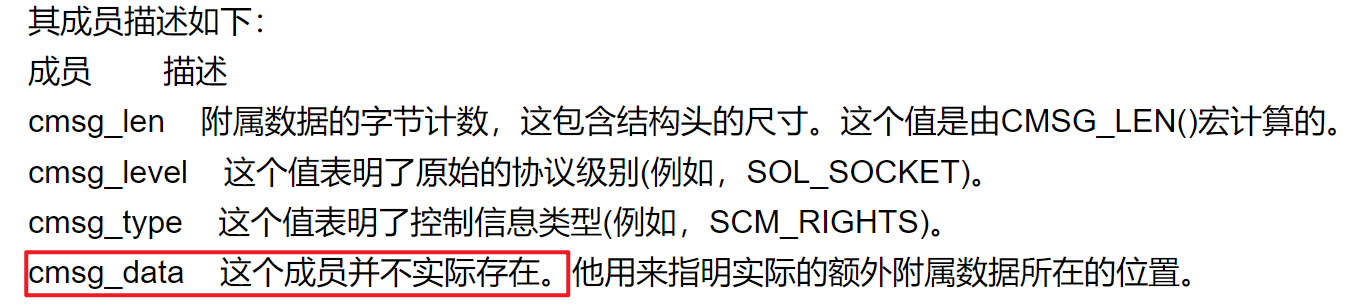 其成员描述如下：
成员 描述
cmsg_len 附属数据的字节计数，这包含结构头的尺寸。这个值是由CMSG_LEN()宏计算的。
cmsg_level 这个值表明了原始的协议级别(例如，SOL_SOCKET)。
cmsg_type 这个值表明了控制信息类型(例如，SCM_RIGHTS)。
cmsg_data 这个成员并不实际存在。他用来指明实际的额外附属数据所在的位置。